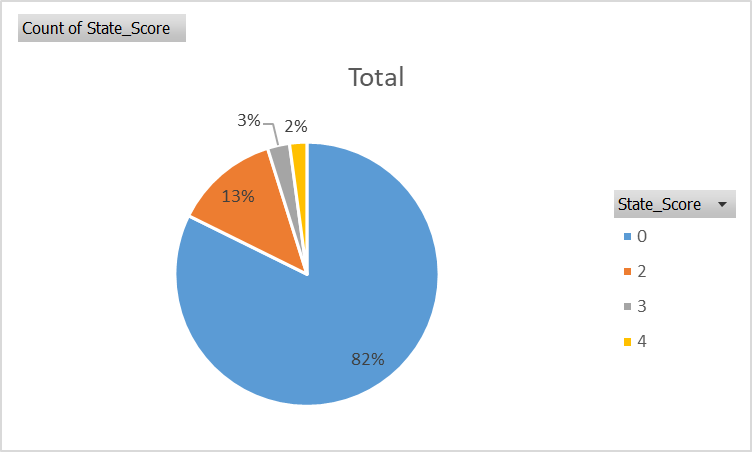 Count of State_Score
Total
3%
2%
13%
82%
State_Score
0
2
3
4